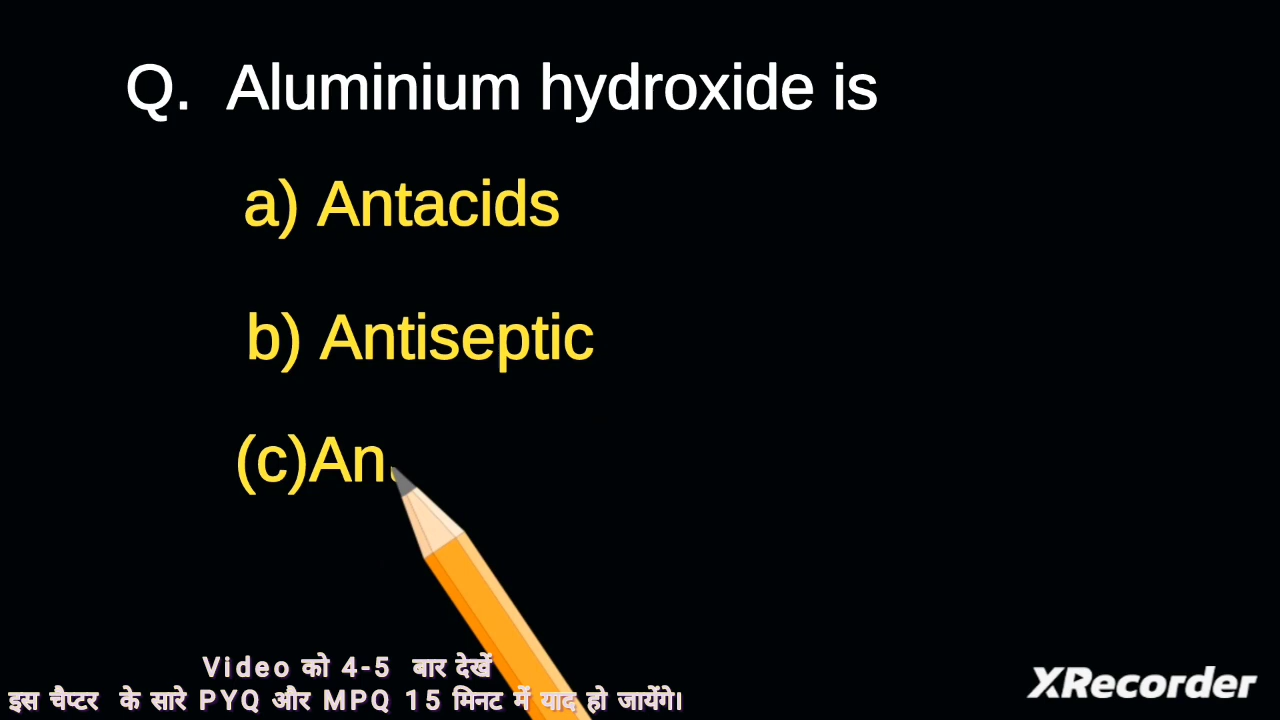 Q. Aluminium hydroxide is
a) Antacids
b) Antiseptic
(c)An
Video को 4-5 बार देखें
इस चैप्टर के सारे PYQ और MPQ 15 मिनट में याद हो जायेंगे।
XRecorder